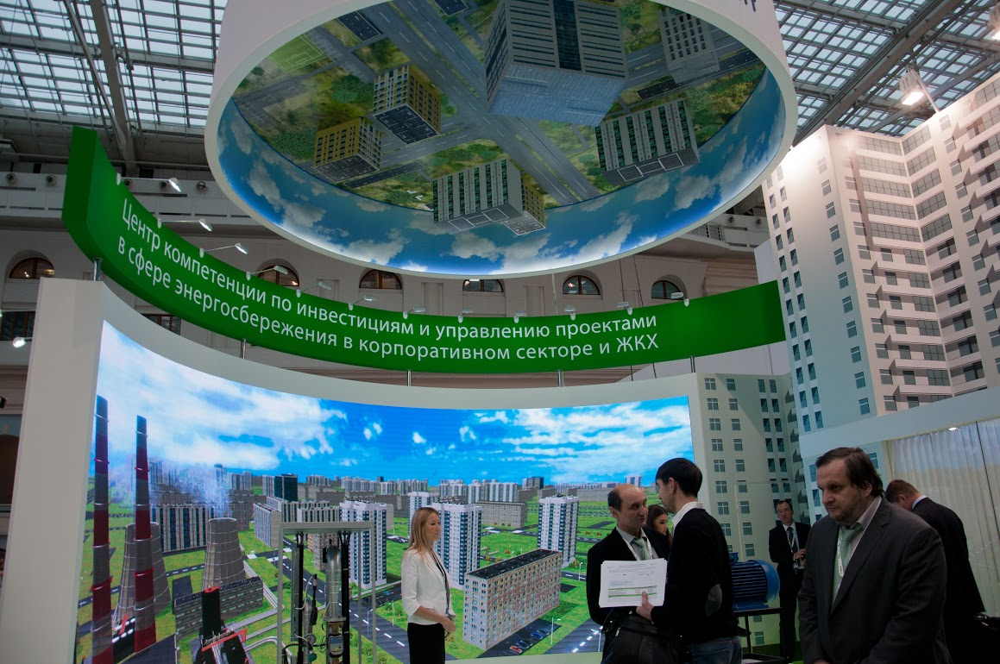 Центр компетенции по инвестициям и управлению проектами
в сфере энергосбережения в корпоративном секторе и ЖКХ